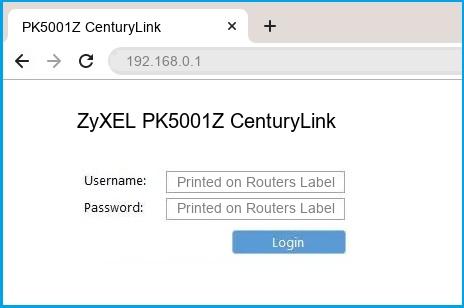 PK5001Z CenturyLink
192.168.0.1
ZyXEL PK5001Z CenturyLink
Username: Printed on Routers Label
Password: Printed on Routers Label
Login